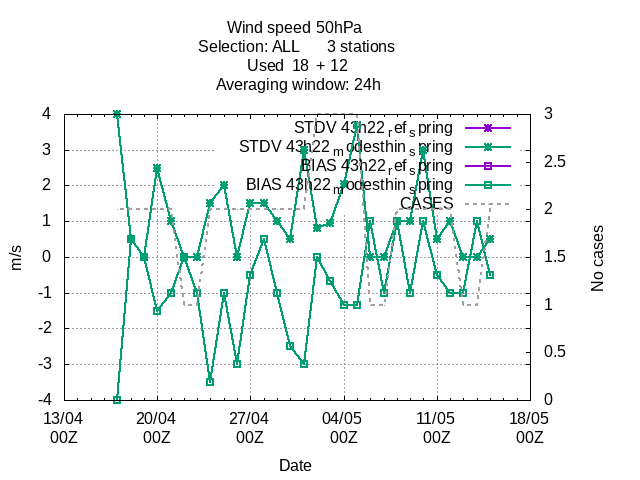 Wind speed 50hPa
Selection: ALL 3 stations
Used 18 + 12
Averaging window: 24h
STDV 43h22_ref_spring
STDV 43h22_modesthin_spring
BIAS 43h22_ref_spring
BIAS 43h22_modesthin_spring
CASES
4
3
2
1
0
-1
-2
-3
-4
m/s
3
2.5
2
1.5
1
0.5
0
No cases
13/04 20/04 27/04 04/05 11/05 18/05
00Z 00Z 00Z 00Z 00Z 00Z
Date